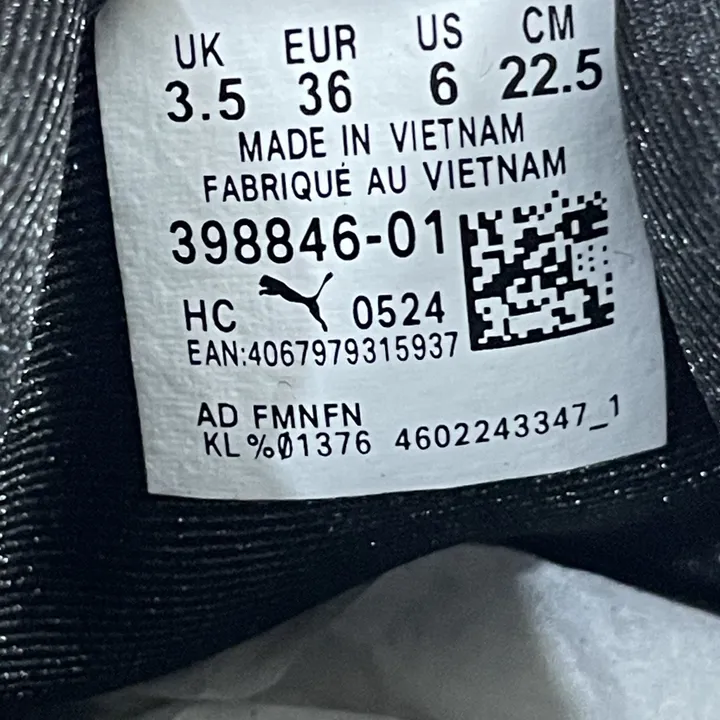 UK EUR US CM
3.5 36 6 22.5
MADE IN VIETNAM
FABRIQUÉ AU VIETNAM
398846-01
HC 0524
EAN:4067979315937
AD FMNFN
KL%Ø1376 4602243347_1